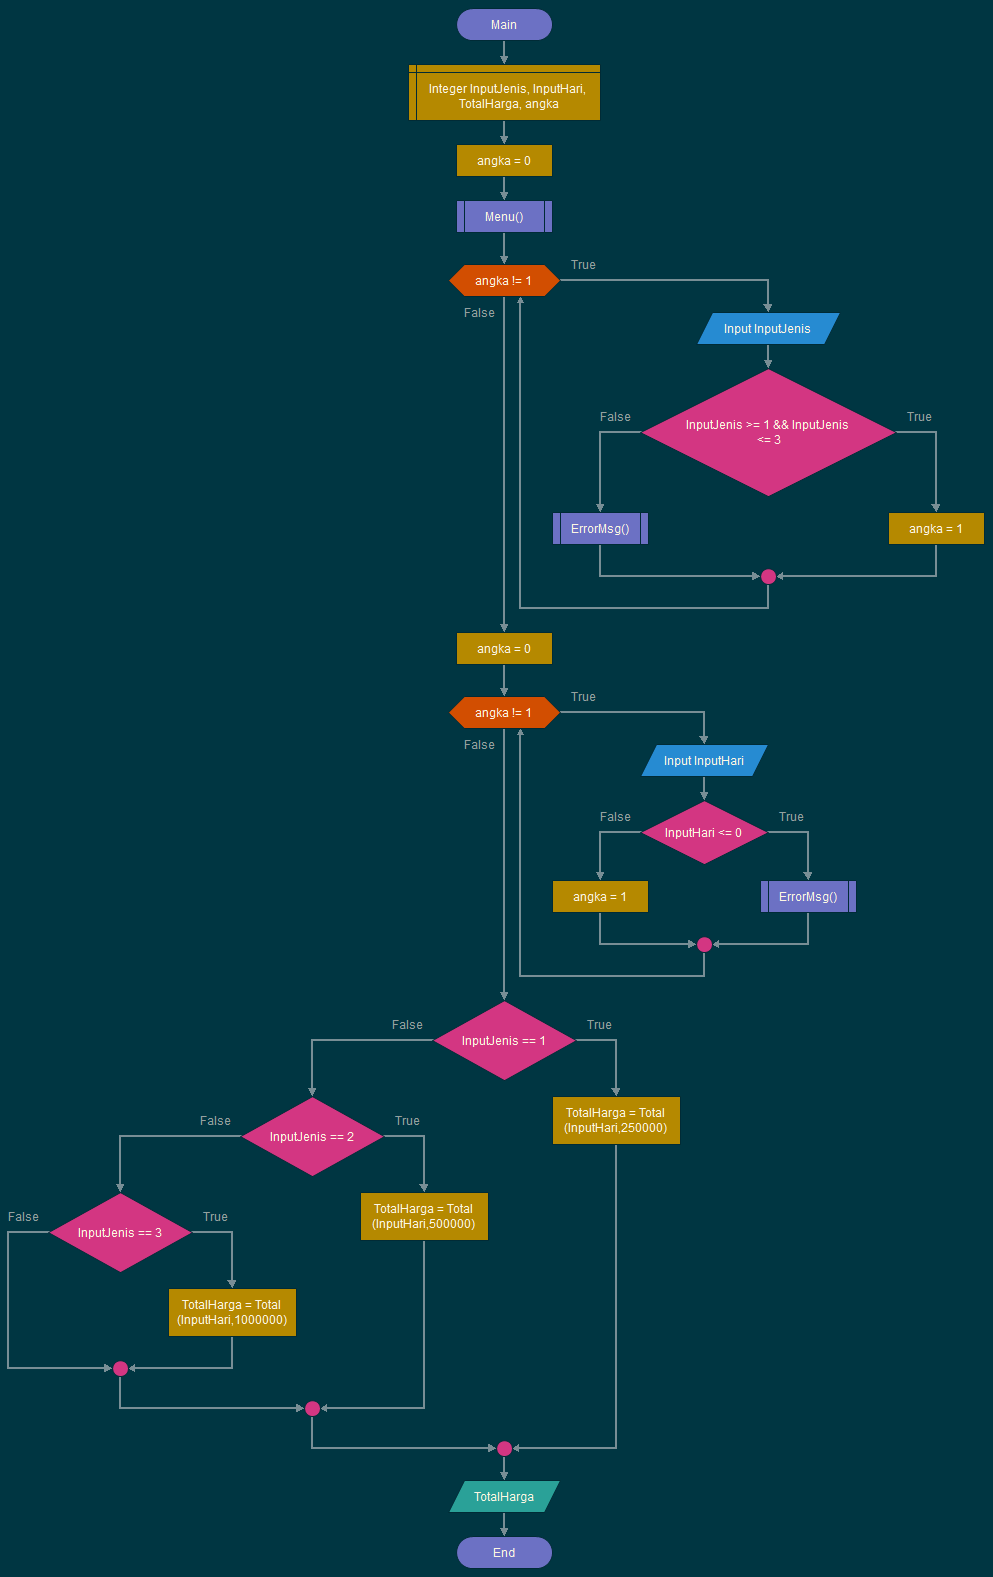 Main
Integer InputJenis, InputHari,
TotalHarga, angka
angka = 0
Menu()
angka != 1
True
False
Input InputJenis
InputJenis >= 1 && InputJenis
<= 3
False
True
ErrorMsg()
angka = 1
angka = 0
angka != 1
True
False
Input InputHari
InputHari <= 0
False
True
angka = 1
ErrorMsg()
InputJenis == 1
False
True
TotalHarga = Total
(InputHari,250000)
InputJenis == 2
False
True
TotalHarga = Total
(InputHari,500000)
InputJenis == 3
False
True
TotalHarga = Total
(InputHari,1000000)
TotalHarga
End